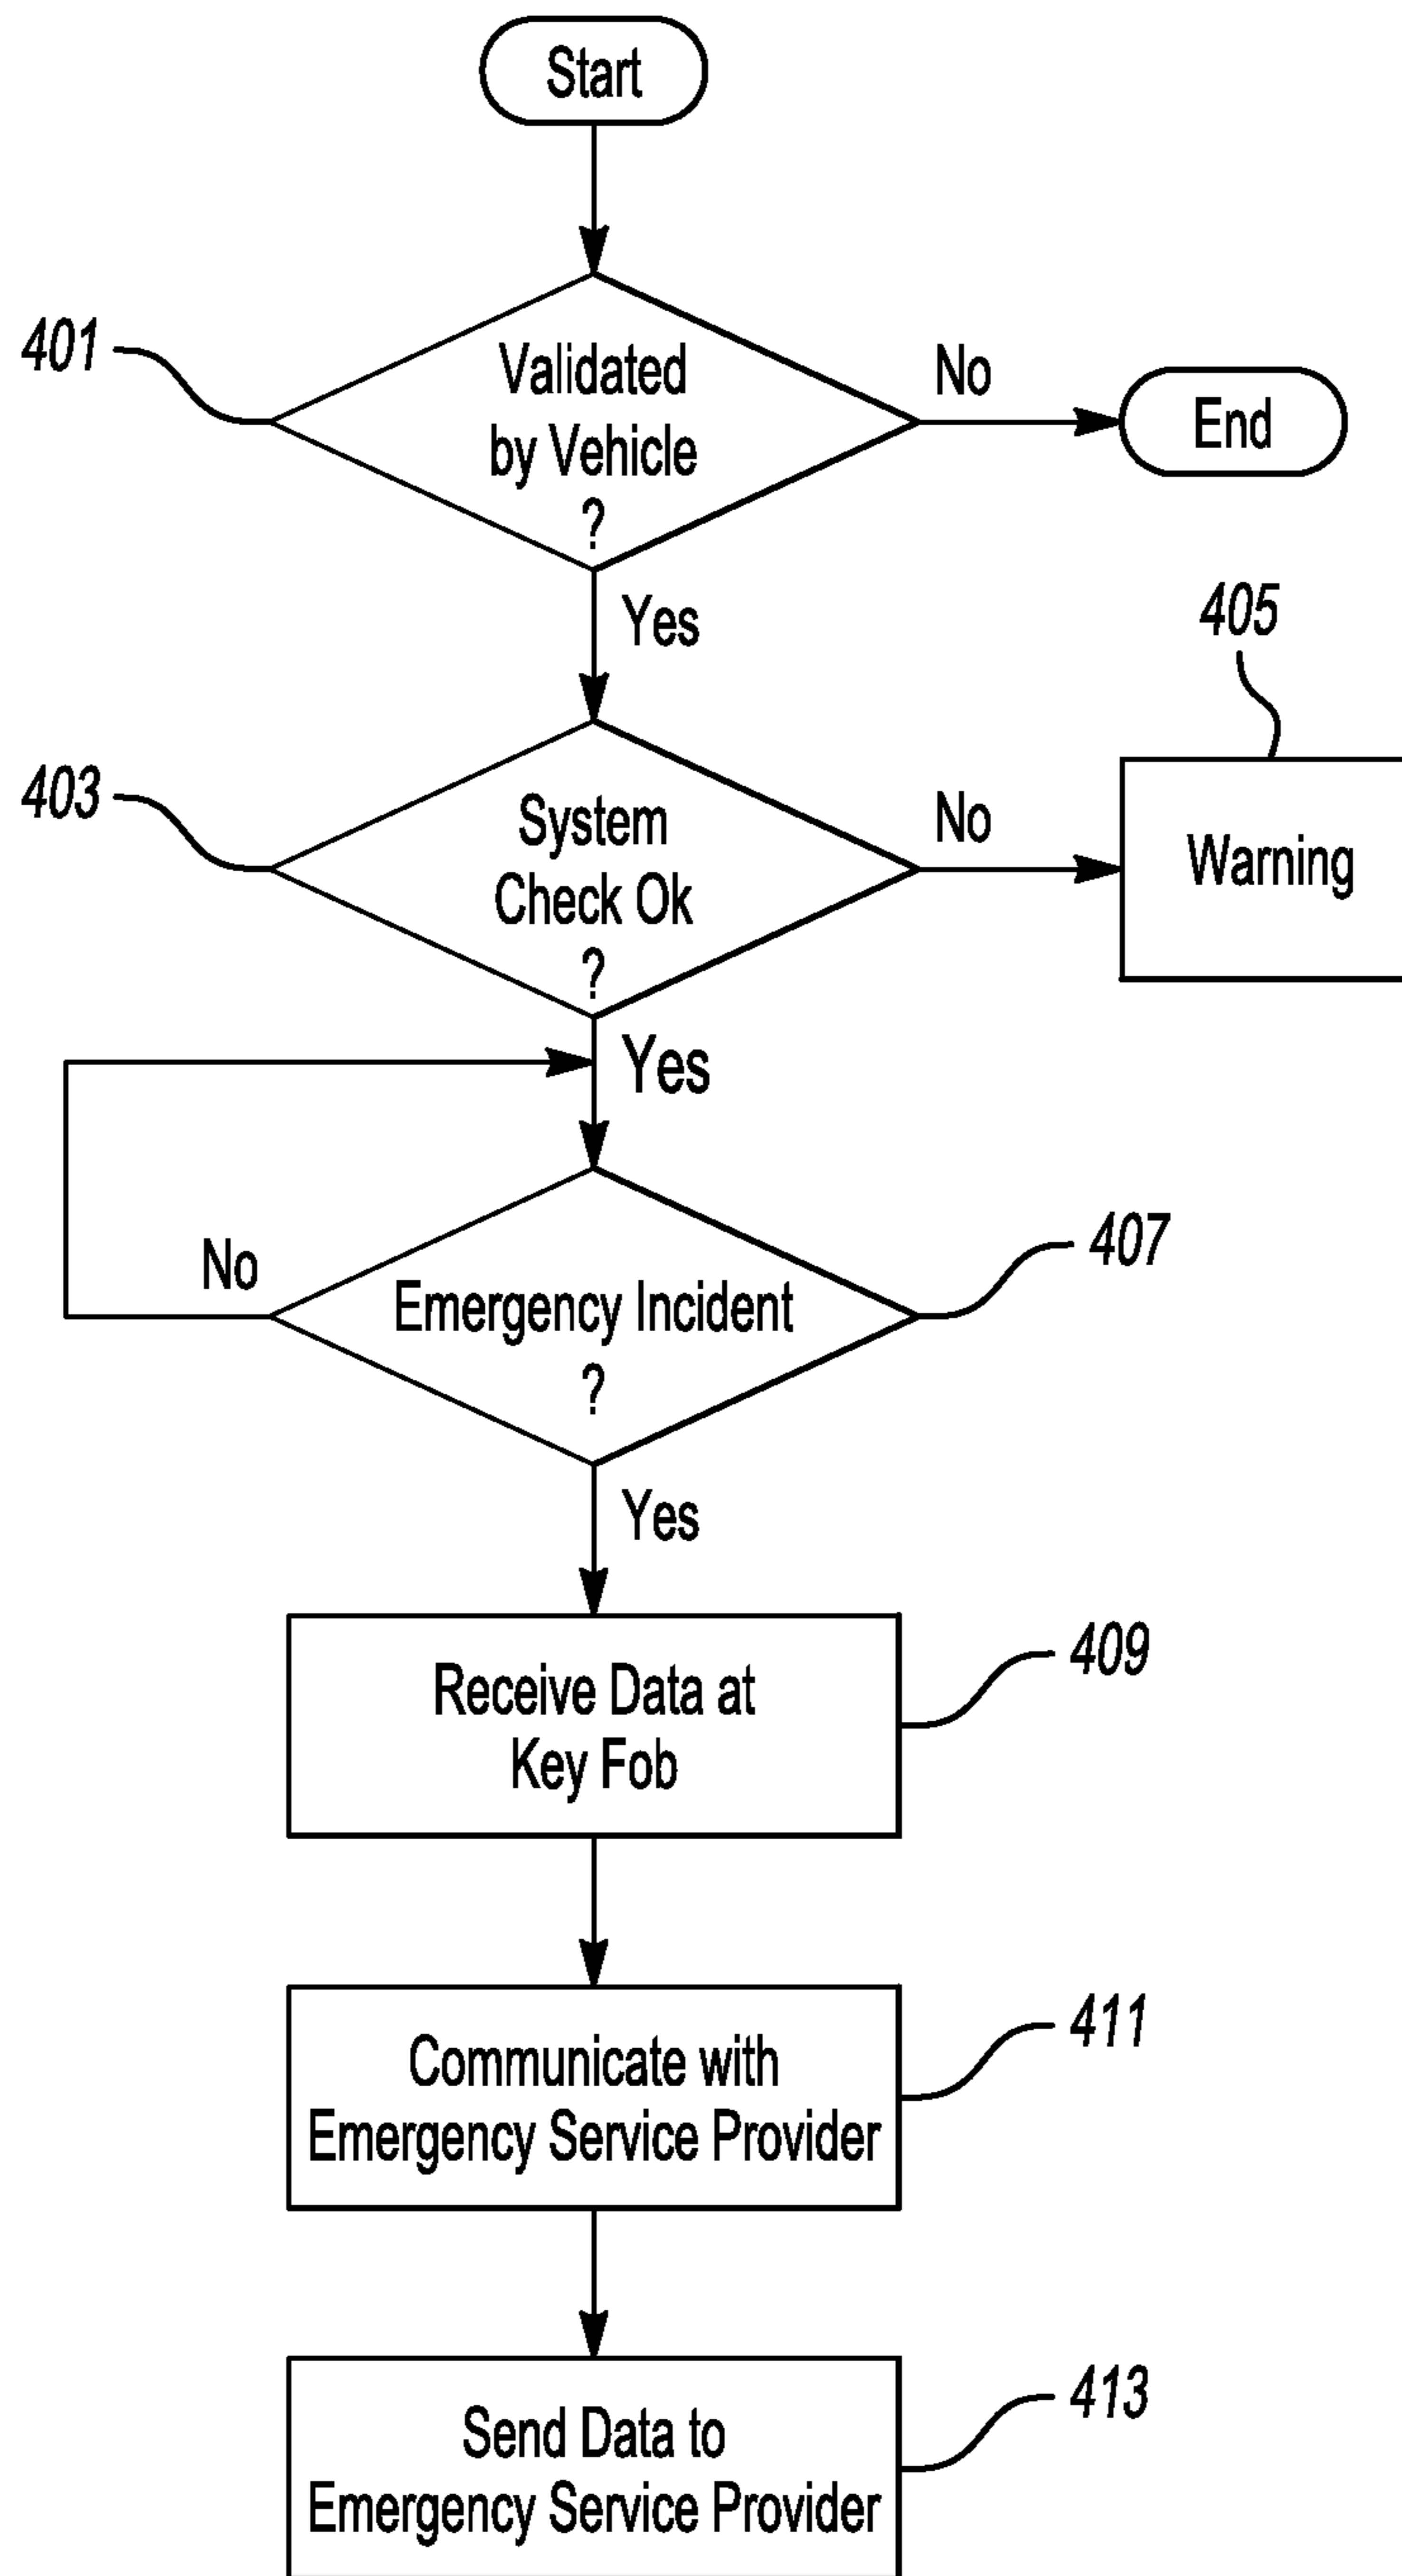 Start
401
Validated
by Vehicle
?
No
End
Yes
405
403
System
Check Ok
?
No
Warning
Yes
407
No
Emergency Incident
?
Yes
409
Receive Data at
Key Fob
411
Communicate with
Emergency Service Provider
413
Send Data to
Emergency Service Provider